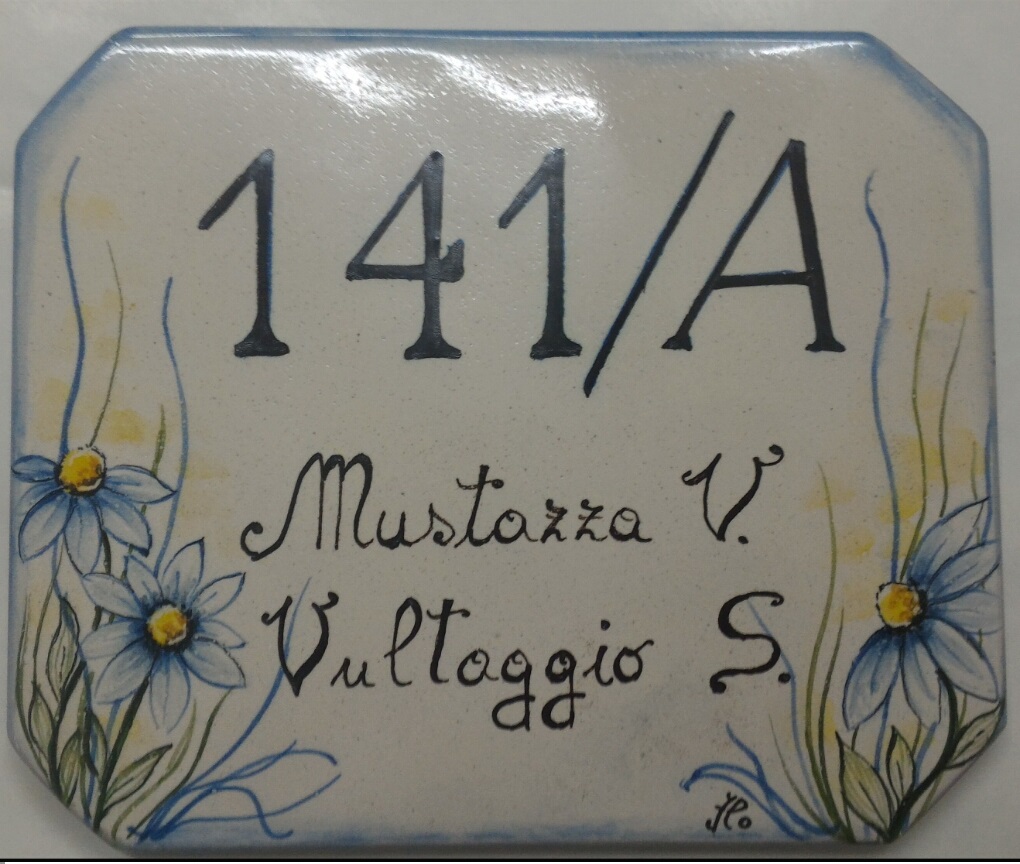 141/A
Mustazza V.
Vultaggio S.